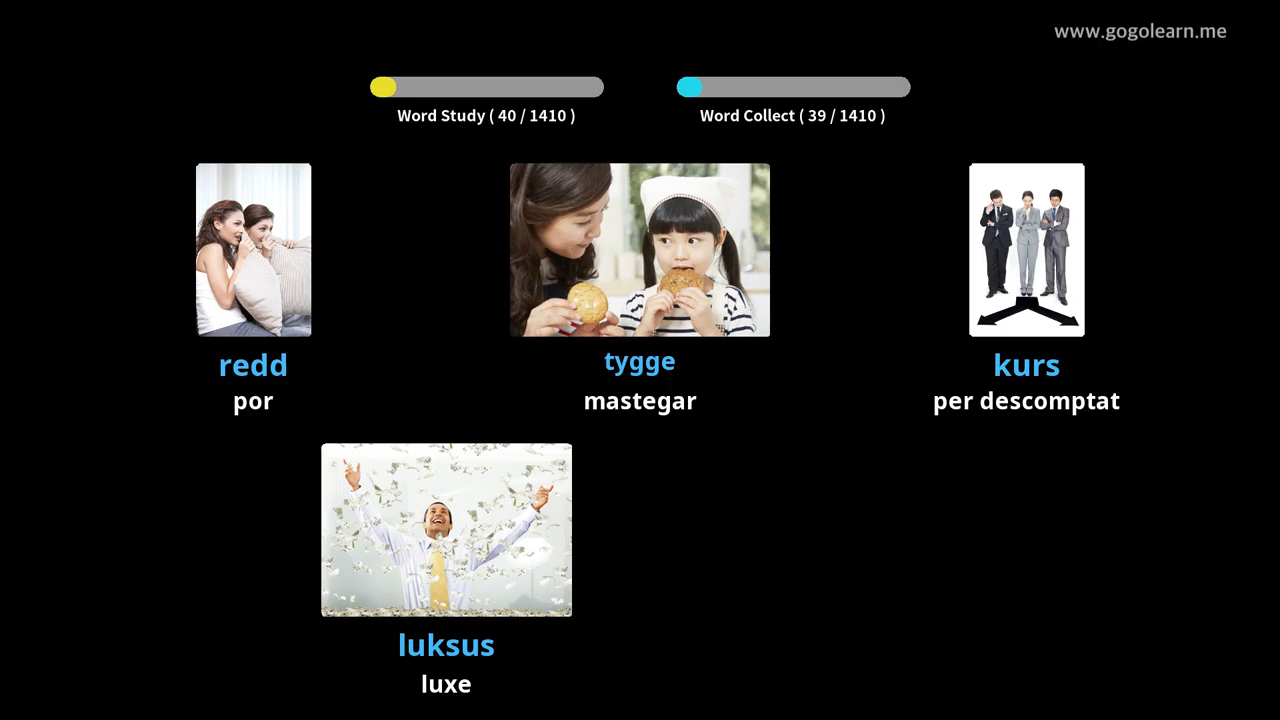 www.gogolearn.me
Word Study ( 40 / 1410 )
Word Collect ( 39 / 1410 )
redd
por
tygge
mastegar
kurs
per descomptat
luksus
luxe